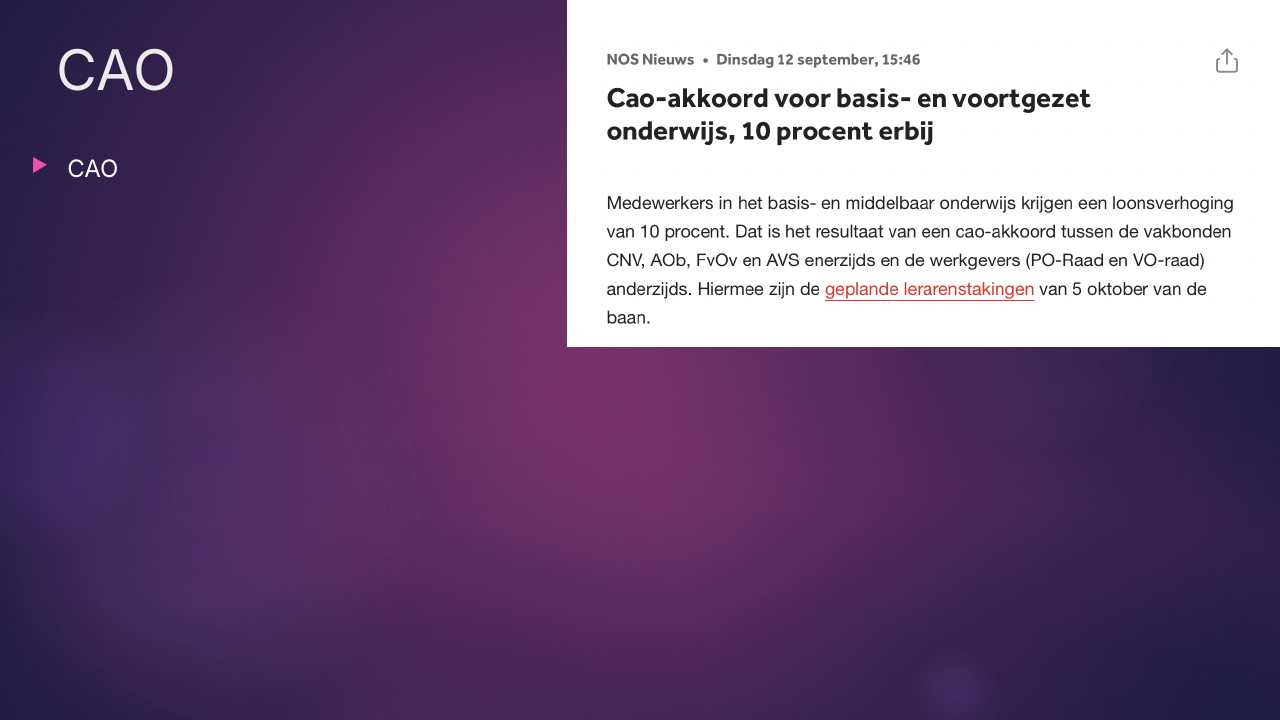 CAO
CAO
NOS Nieuws • Dinsdag 12 september, 15:46
Cao-akkoord voor basis- en voortgezet
onderwijs, 10 procent erbij
Medewerkers in het basis- en middelbaar onderwijs krijgen een loonsverhoging
van 10 procent. Dat is het resultaat van een cao-akkoord tussen de vakbonden
CNV, AOb, FvOv en AVS enerzijds en de werkgevers (PO-Raad en VO-raad)
anderzijds. Hiermee zijn de geplande lerarenstakingen van 5 oktober van de
baan.